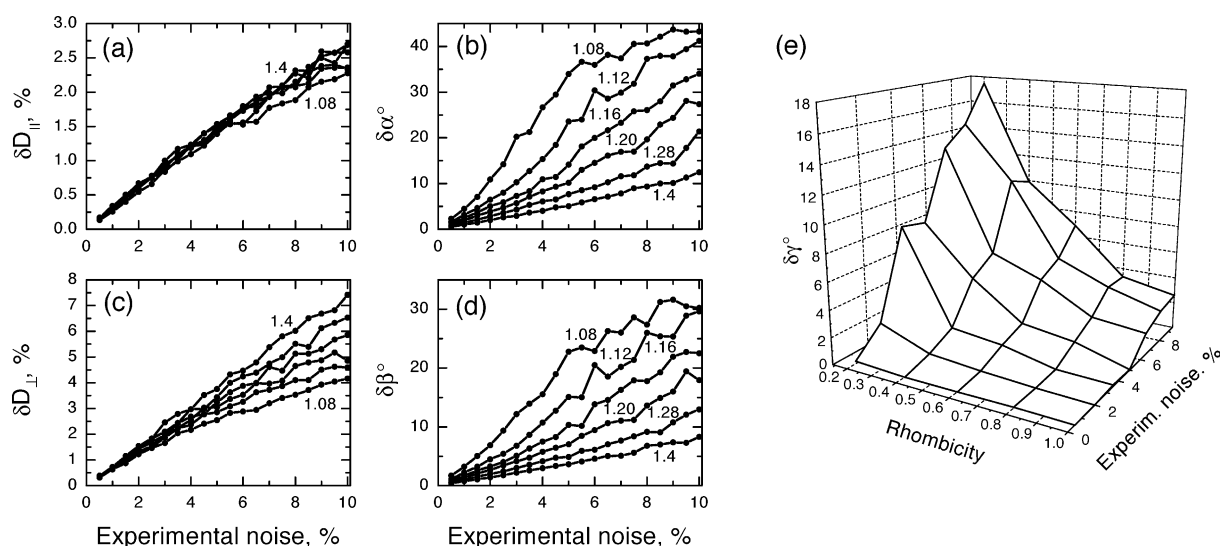 (a)
δD||, %
3.0
2.5
2.0
1.5
1.0
0.5
0.0
1.4
1.08
0 2 4 6 8 10
(b)
δα°
40
30
20
10
0
1.08
1.12
1.16
1.20
1.28
1.4
0 2 4 6 8 10
(c)
δD⊥, %
8
7
6
5
4
3
2
1
0
1.4
1.08
0 2 4 6 8 10
Experimental noise, %
(d)
δβ°
30
20
10
0
1.08
1.12
1.16
1.20
1.28
1.4
0 2 4 6 8 10
Experimental noise, %
(e)
δγ°
18
16
14
12
10
8
6
4
2
0
0.2 0.3 0.4 0.5 0.6 0.7 0.8 0.9 1.0
Rhombicity
0 2 4 6 8
Experim. noise. %